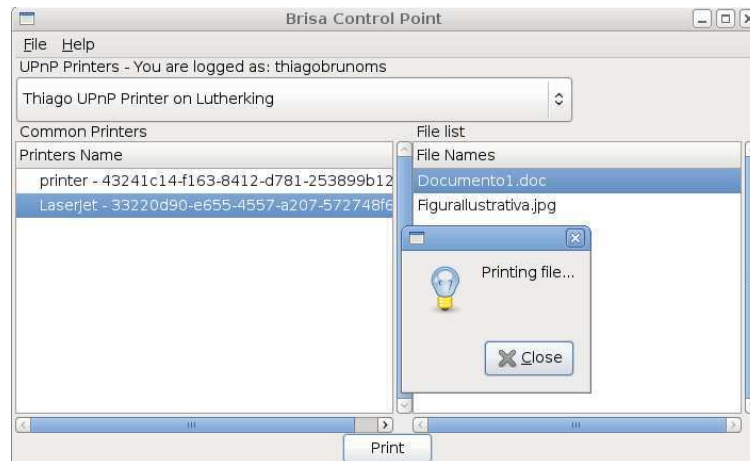 Brisa Control Point
File Help
UPnP Printers - You are logged as: thiagobrunoms
Thiago UPnP Printer on Lutherking
Common Printers
File list
Printers Name
File Names
printer - 43241c14-f163-8412-d781-253899b12
Documento1.doc
LaserJet - 33220d90-e655-4557-a207-572748f6
FiguraIlustrativa.jpg
Printing file...
Close
Print